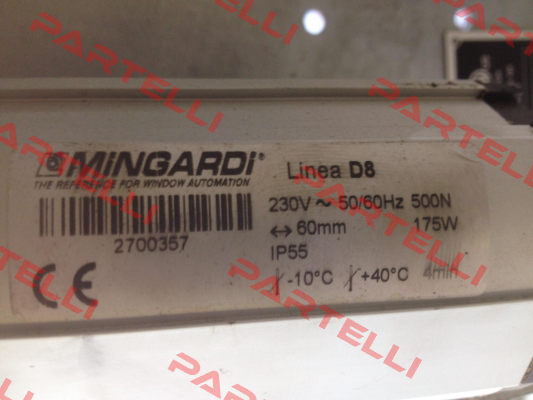 MiNGARDi®
THE REFERENCE FOR WINDOW AUTOMATION
2700357
Linea D8
230V ~ 50/60Hz 500N
↔ 60mm 175W
IP55
-10°C +40°C 4min
CE
PARTELLI
PARTELLI
PARTELLI
PARTELLI
PARTELLI
PARTELLI
PARTELLI